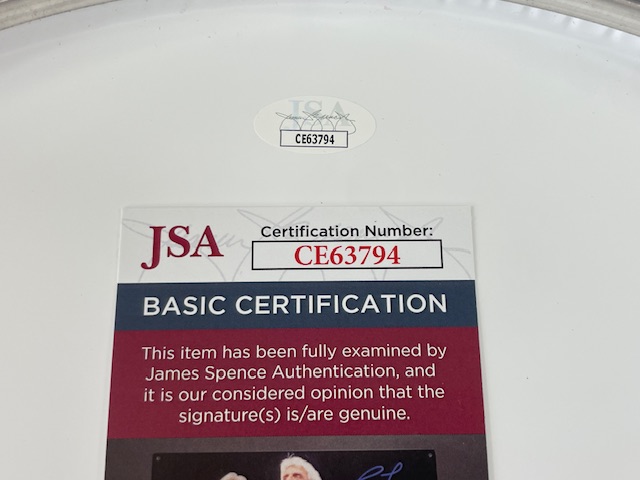 JSA
CE63794
JSA
Certification Number:
CE63794
BASIC CERTIFICATION
This item has been fully examined by
James Spence Authentication, and
it is our considered opinion that the
signature(s) is/are genuine.